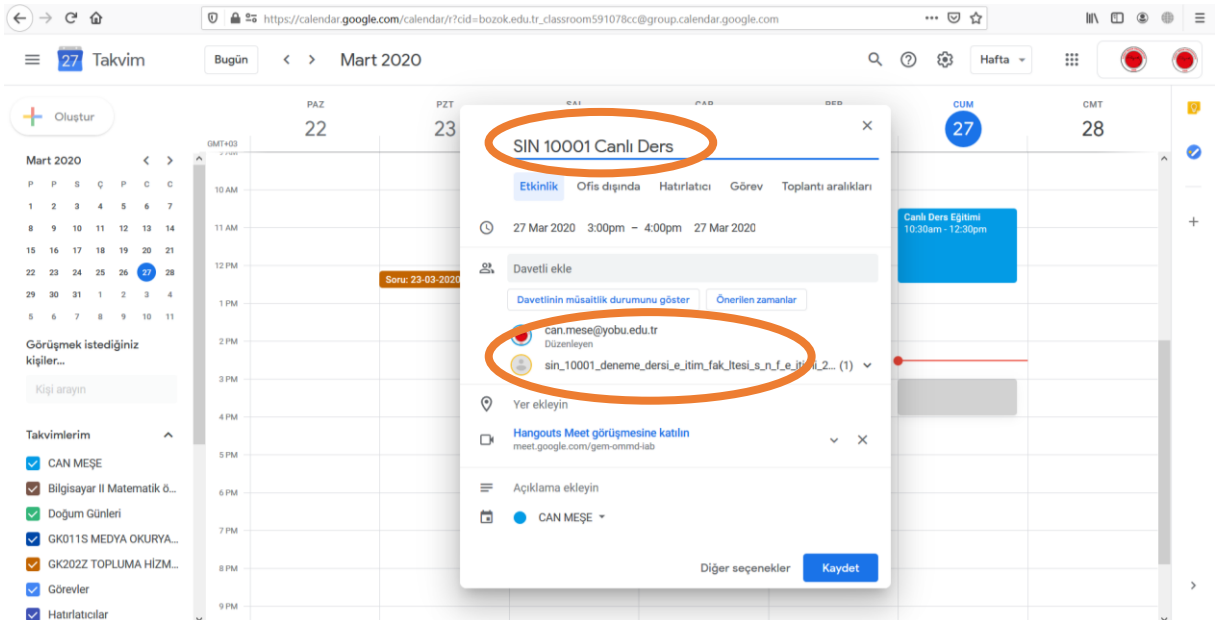 https://calendar.google.com/calendar/r?cid=bozok.edu.tr_classroom591078cc@group.calendar.google.com
27 Takvim Bugün Mart 2020 Hafta
Oluştur
GMT+03
PAZ PZT SAL ÇAR PER CUM CMT
22 23 27 28
Mart 2020
P P S Ç P C C
1 2 3 4 5 6 7
8 9 10 11 12 13 14
15 16 17 18 19 20 21
22 23 24 25 26 27 28
29 30 31 1 2 3 4
5 6 7 8 9 10 11
Görüşmek istediğiniz
kişiler...
Kişi arayın
Takvimlerim
CAN MEŞE
Bilgisayar II Matematik ö...
Doğum Günleri
GK011S MEDYA OKURYA...
GK202Z TOPLUMA HİZM...
Görevler
Hatırlatıcılar
10 AM
11 AM
12 PM
1 PM
2 PM
3 PM
4 PM
5 PM
6 PM
7 PM
8 PM
9 PM
Soru: 23-03-2020
SIN 10001 Canlı Ders
Etkinlik Ofis dışında Hatırlatıcı Görev Toplantı aralıkları
27 Mar 2020 3:00pm – 4:00pm 27 Mar 2020
Davetli ekle
Davetlinin müsaitlik durumunu göster Önerilen zamanlar
can.mese@yobu.edu.tr
Düzenleyen
sin_10001_deneme_dersi_e_itim_fak_ltesi_s_n_f_e_itimi_2... (1)
Yer ekleyin
Hangouts Meet görüşmesine katılın
meet.google.com/gem-ommd-iab
Açıklama ekleyin
CAN MEŞE
Diğer seçenekler Kaydet
Canlı Ders Eğitimi
10:30am - 12:30pm